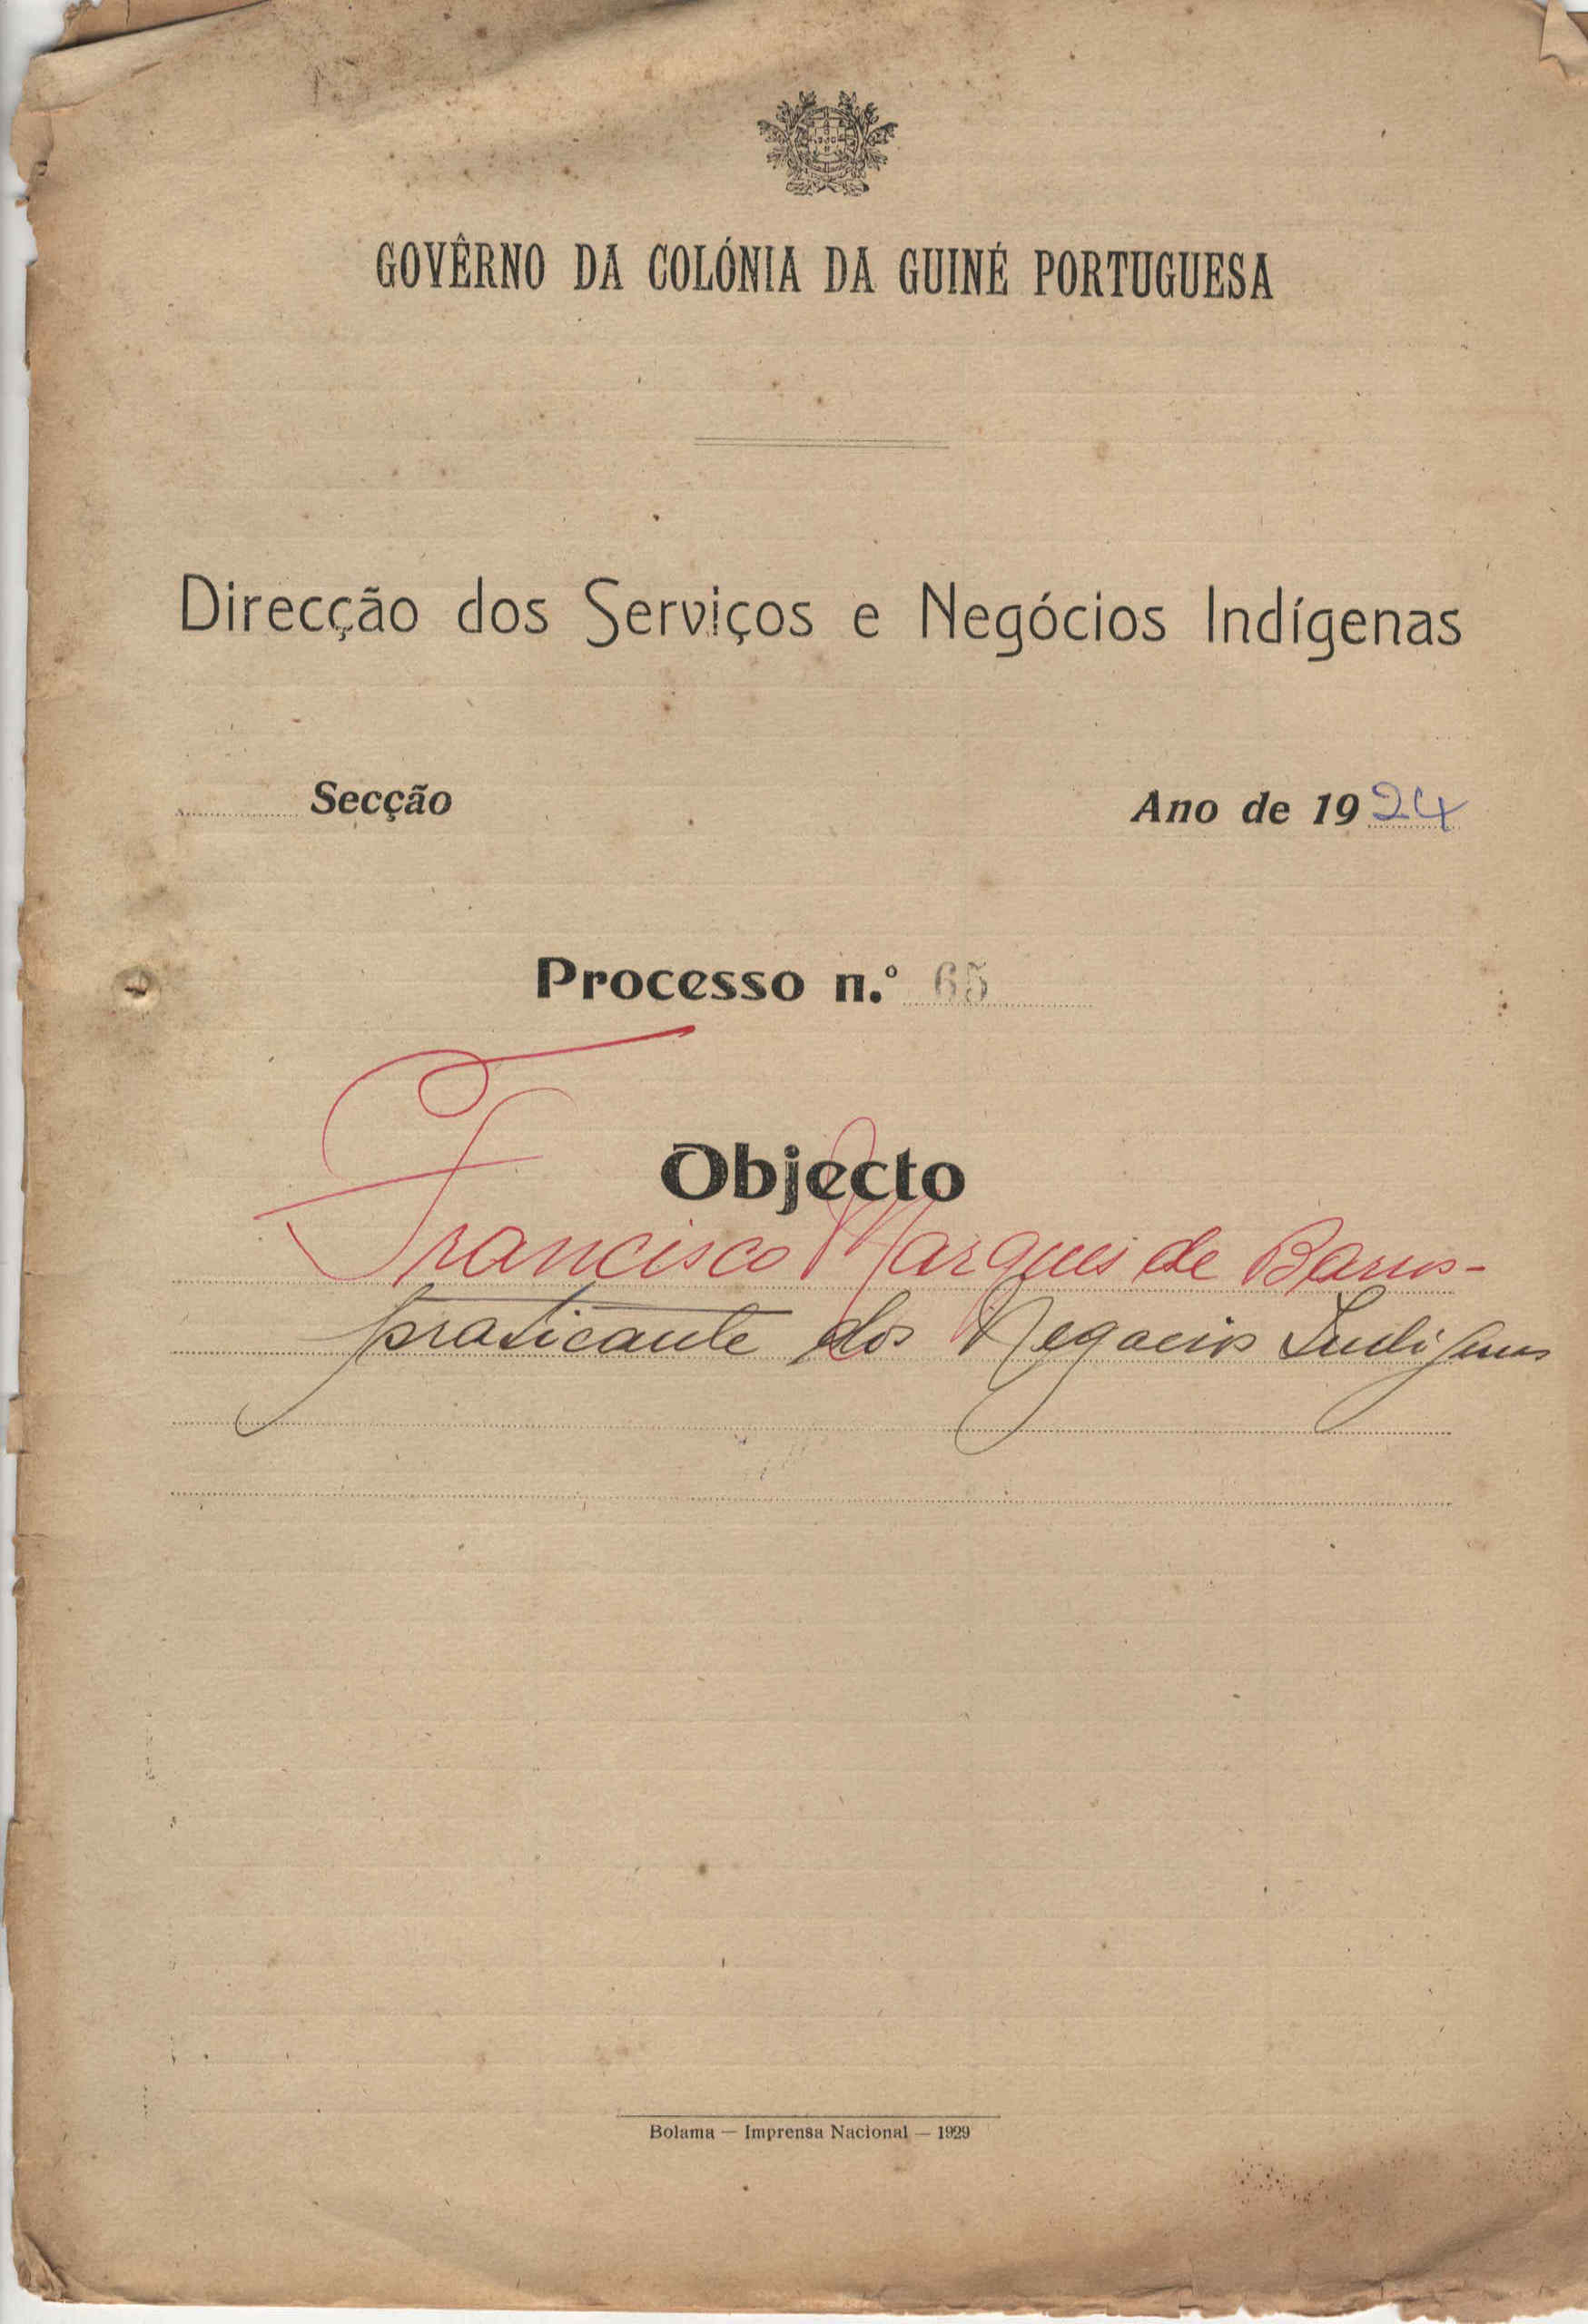 GOVÊRNO DA COLÓNIA DA GUINÉ PORTUGUESA
Direcção dos Serviços e Negócios Indígenas
Secção
Ano de 1924
Processo n.º 65
Objecto
Francisco Marques de Barros -
praticante dos Negocios Indigenas
Bolama — Imprensa Nacional — 1929